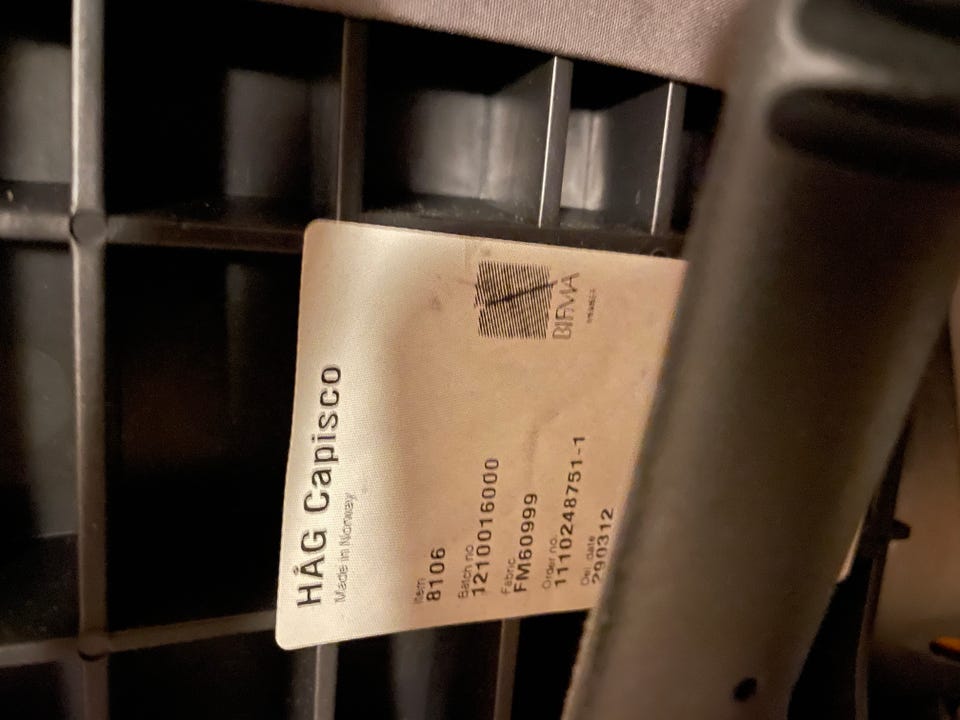 HÅG Capisco
Made in Norway
BIFMA
Item
8106
Batch no
1210016000
Fabric
FM60999
Order no.
1110248751-1
Del. date
290312